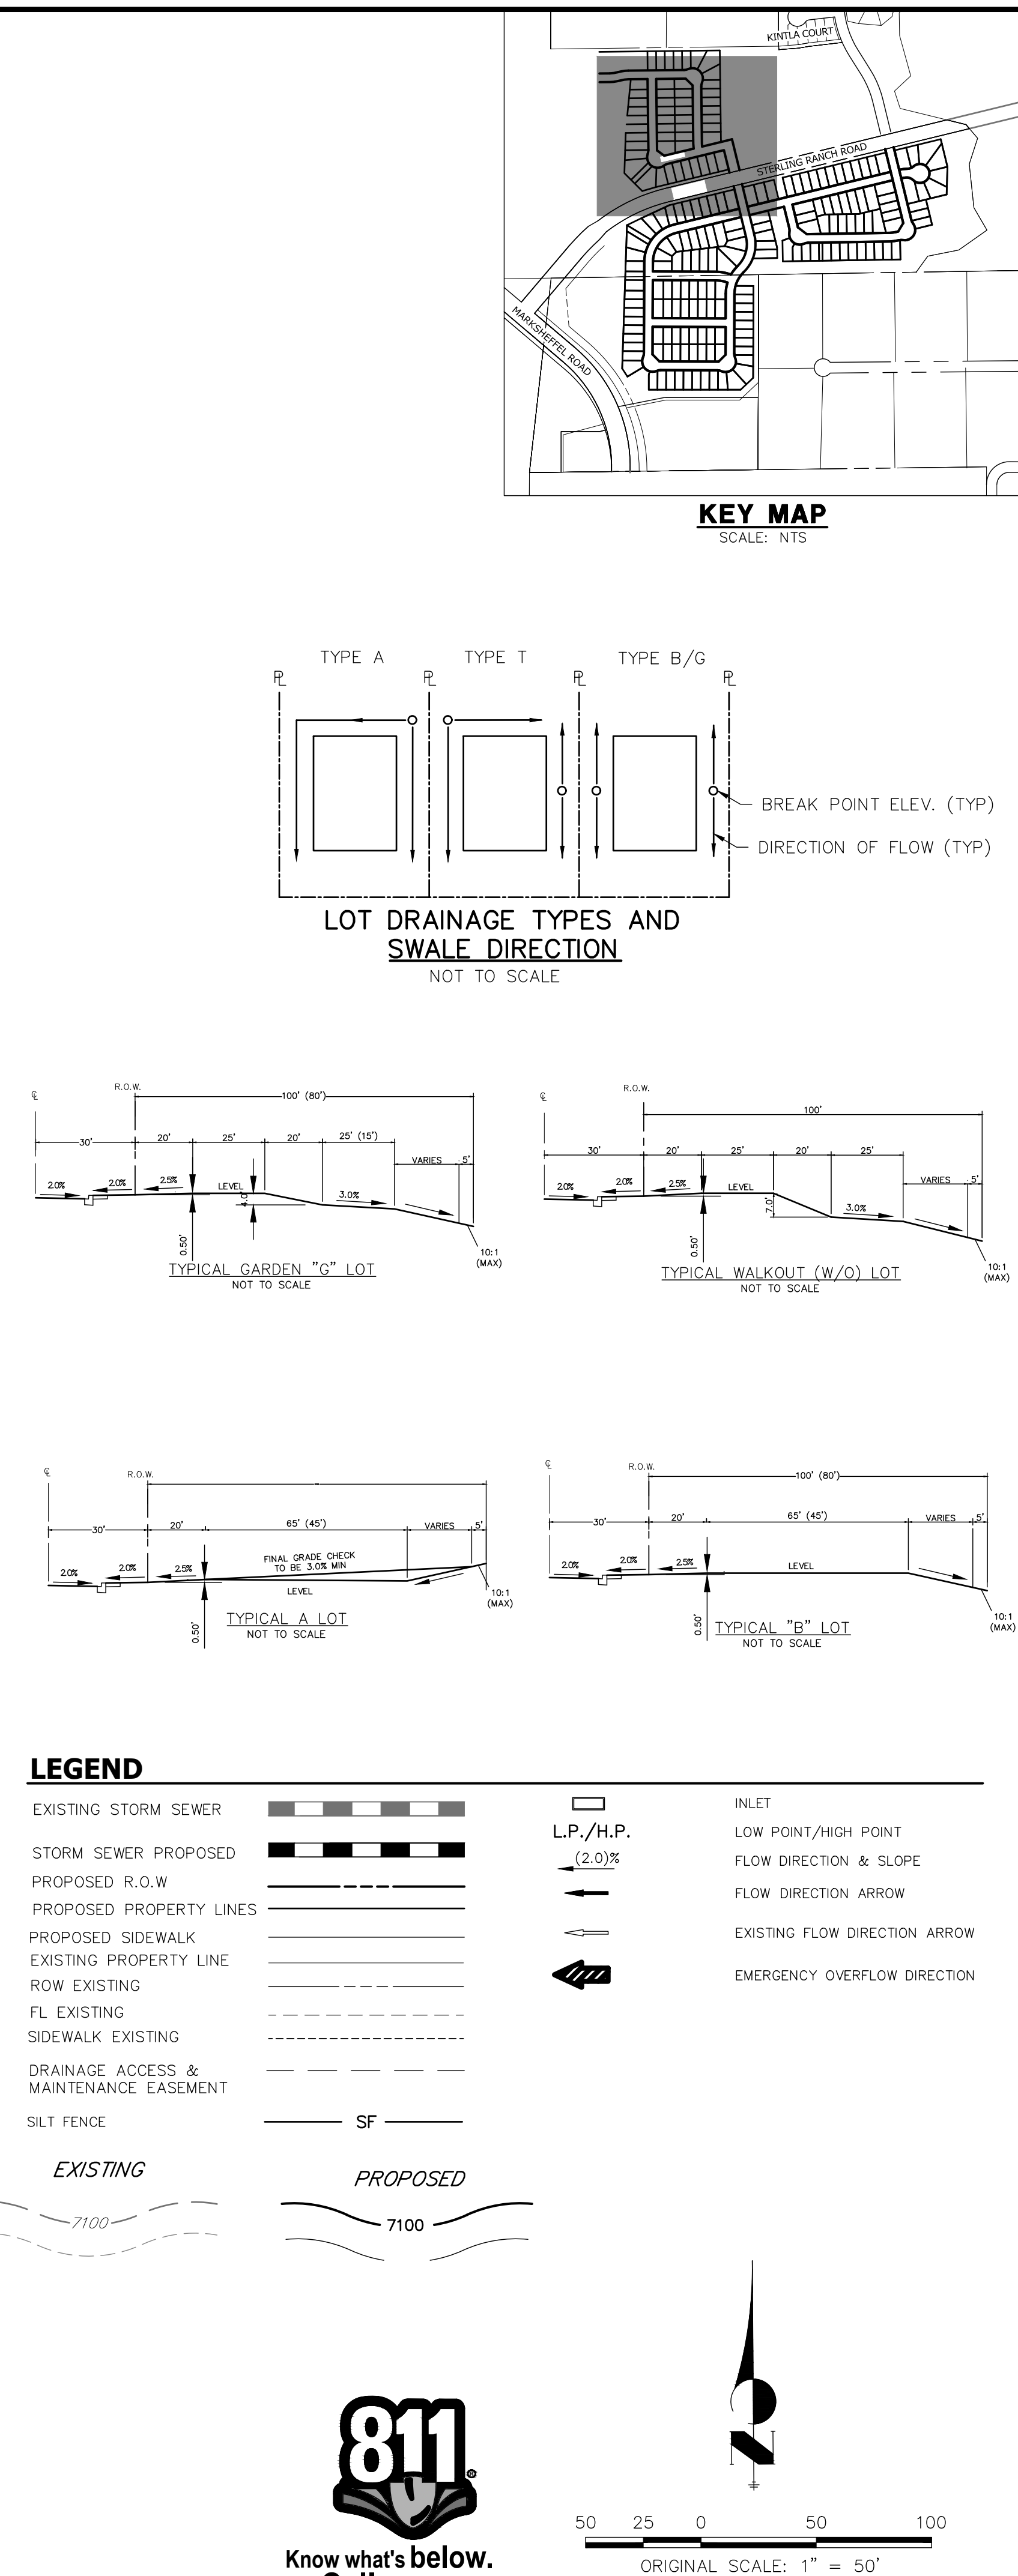 KINTLA COURT
STERLING RANCH ROAD
MARKSHEFFEL ROAD
KEY MAP
SCALE: NTS
TYPE A
TYPE T
TYPE B/G
PL
PL
PL
PL
BREAK POINT ELEV. (TYP)
DIRECTION OF FLOW (TYP)
LOT DRAINAGE TYPES AND
SWALE DIRECTION
NOT TO SCALE
CL
R.O.W.
100' (80')
30'
20'
25'
20'
25' (15')
VARIES
5'
2.0%
2.0%
2.5%
LEVEL
4.0'
3.0%
0.50'
10:1
(MAX)
TYPICAL GARDEN "G" LOT
NOT TO SCALE
CL
R.O.W.
100'
30'
20'
25'
20'
25'
VARIES
5'
2.0%
2.0%
2.5%
LEVEL
7.0'
3.0%
0.50'
10:1
(MAX)
TYPICAL WALKOUT (W/O) LOT
NOT TO SCALE
CL
R.O.W.
30'
20'
65' (45')
VARIES
5'
2.0%
2.0%
2.5%
FINAL GRADE CHECK
TO BE 3.0% MIN
LEVEL
0.50'
10:1
(MAX)
TYPICAL A LOT
NOT TO SCALE
CL
R.O.W.
100' (80')
30'
20'
65' (45')
VARIES
5'
2.0%
2.0%
2.5%
LEVEL
0.50'
10:1
(MAX)
TYPICAL "B" LOT
NOT TO SCALE
LEGEND
EXISTING STORM SEWER
STORM SEWER PROPOSED
PROPOSED R.O.W
PROPOSED PROPERTY LINES
PROPOSED SIDEWALK
EXISTING PROPERTY LINE
ROW EXISTING
FL EXISTING
SIDEWALK EXISTING
DRAINAGE ACCESS &
MAINTENANCE EASEMENT
SILT FENCE
SF
INLET
L.P./H.P.
LOW POINT/HIGH POINT
(2.0)%
FLOW DIRECTION & SLOPE
FLOW DIRECTION ARROW
EXISTING FLOW DIRECTION ARROW
EMERGENCY OVERFLOW DIRECTION
EXISTING
PROPOSED
7100
7100
N
811
®
Know what's below.
50 25 0 50 100
ORIGINAL SCALE: 1" = 50'